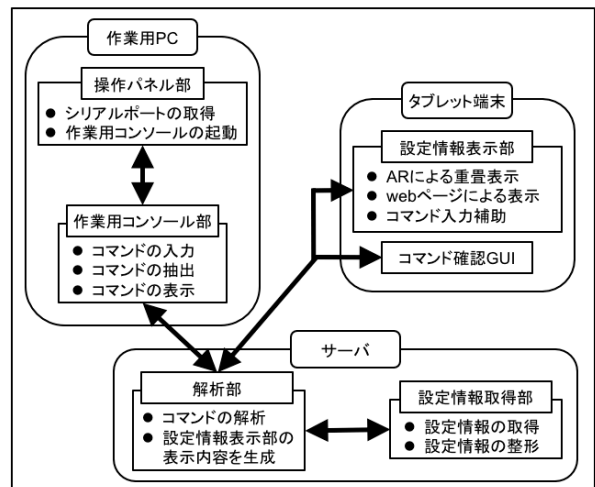 作業用PC
操作パネル部
● シリアルポートの取得
● 作業用コンソールの起動
作業用コンソール部
● コマンドの入力
● コマンドの抽出
● コマンドの表示
タブレット端末
設定情報表示部
● ARによる重畳表示
● webページによる表示
● コマンド入力補助
コマンド確認GUI
サーバ
解析部
● コマンドの解析
● 設定情報表示部の
表示内容を生成
設定情報取得部
● 設定情報の取得
● 設定情報の整形